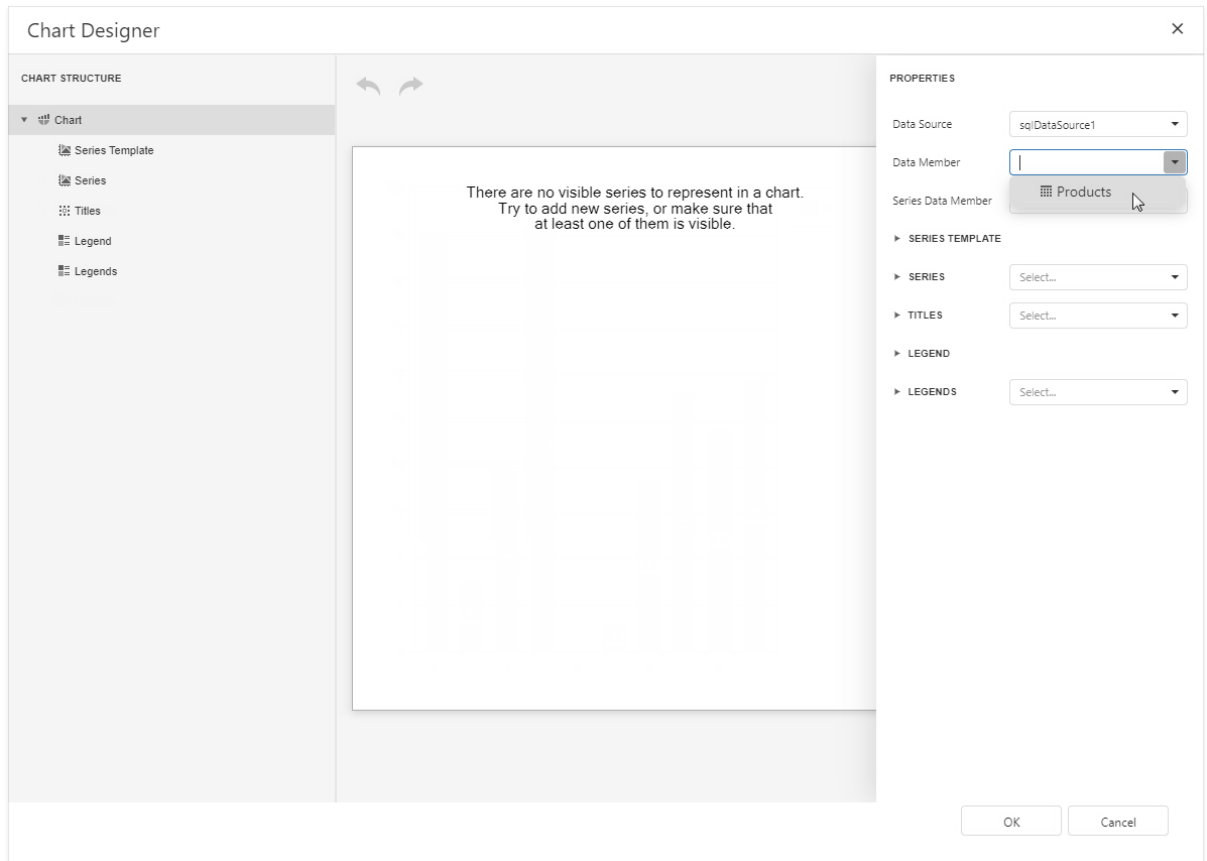 Chart Designer
CHART STRUCTURE
Chart
Series Template
Series
Titles
Legend
Legends
There are no visible series to represent in a chart.
Try to add new series, or make sure that
at least one of them is visible.
PROPERTIES
Data Source
sqlDataSource1
Data Member
Products
Series Data Member
SERIES TEMPLATE
SERIES
Select...
TITLES
Select...
LEGEND
LEGENDS
Select...
OK
Cancel